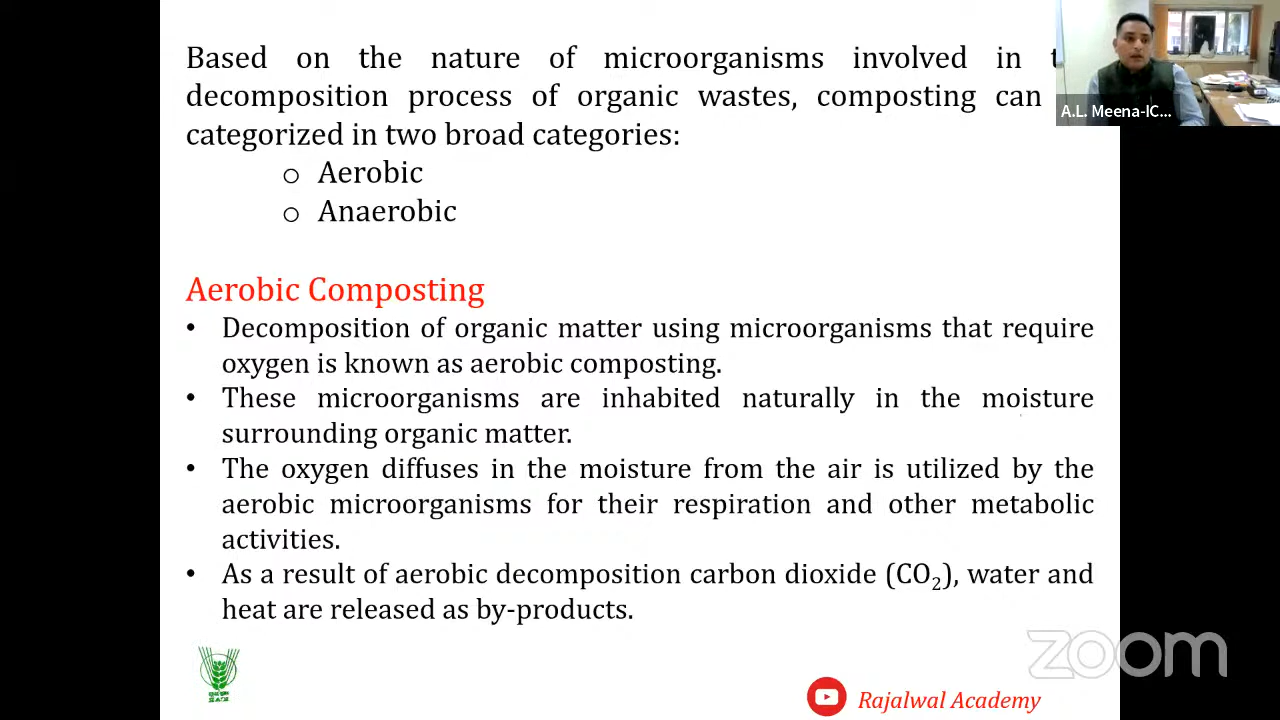 Based on the nature of microorganisms involved in
decomposition process of organic wastes, composting can
categorized in two broad categories:
o Aerobic
o Anaerobic
A.L. Meena-IC...
Aerobic Composting
• Decomposition of organic matter using microorganisms that require
oxygen is known as aerobic composting.
• These microorganisms are inhabited naturally in the moisture
surrounding organic matter.
• The oxygen diffuses in the moisture from the air is utilized by the
aerobic microorganisms for their respiration and other metabolic
activities.
• As a result of aerobic decomposition carbon dioxide (CO₂), water and
heat are released as by-products.
zoom
Rajalwal Academy